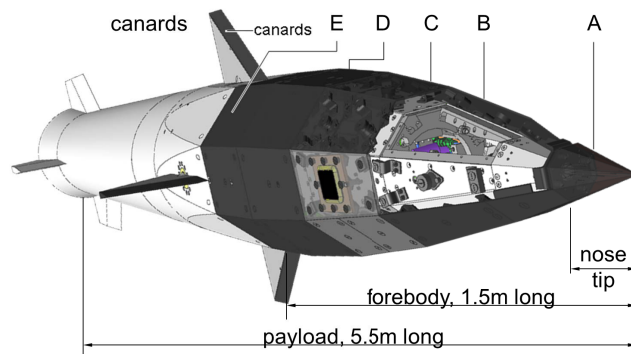 canards
canards
E
D
C
B
A
nose
tip
forebody, 1.5m long
payload, 5.5m long